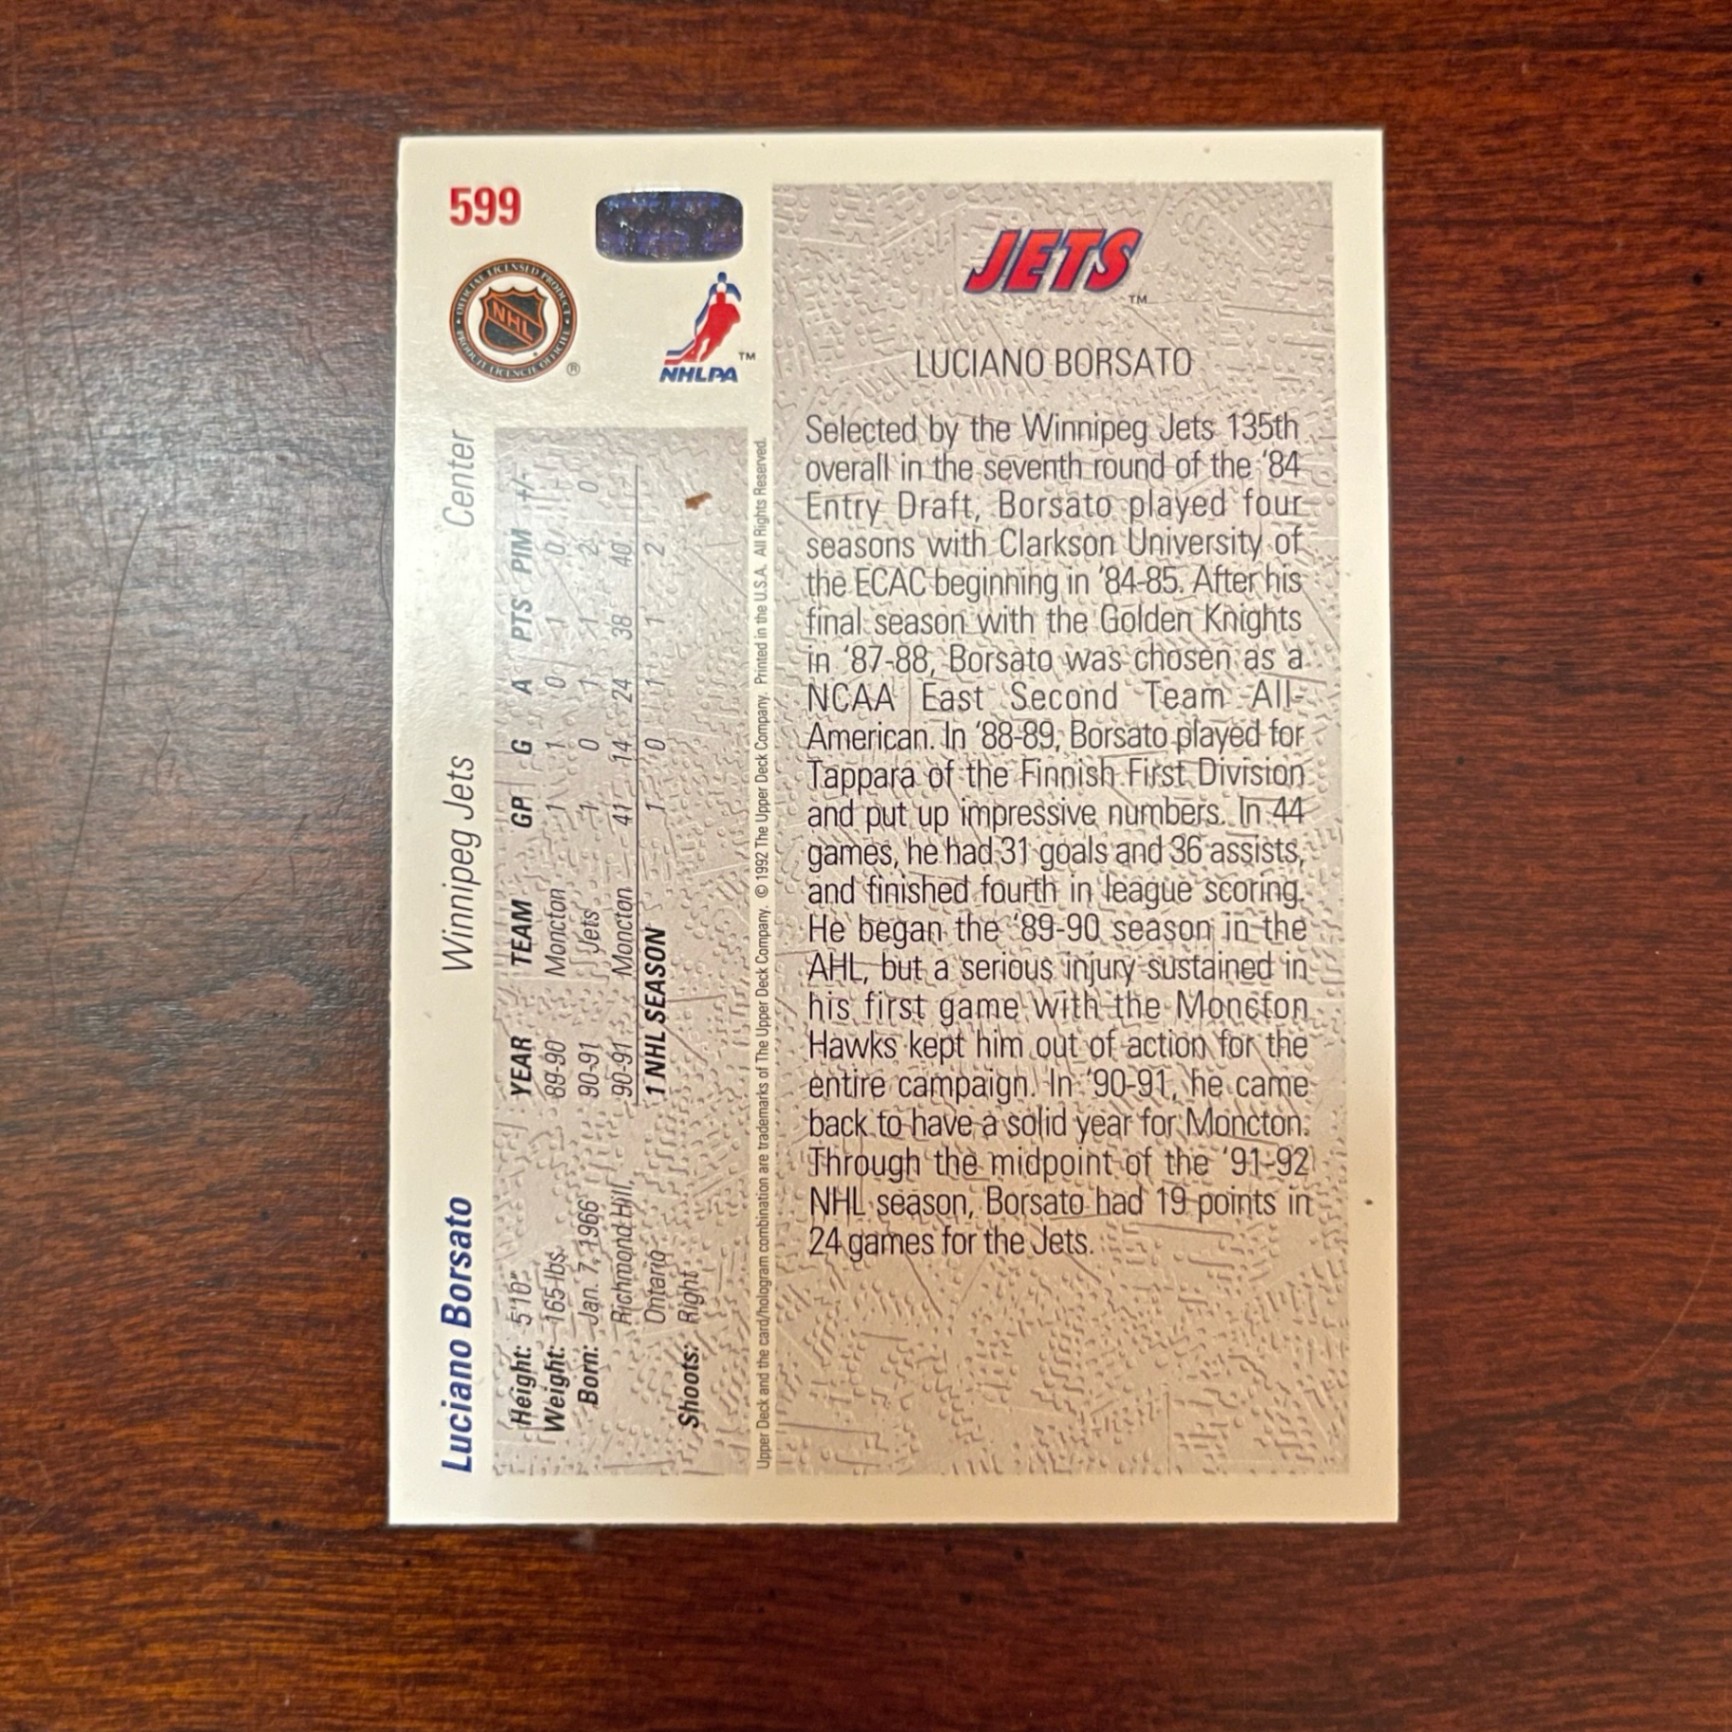 599
OFFICIAL LICENSED PRODUCT
NHL
PRODUIT LICENCIE OFFICIEL
®
NHLPA
TM
Luciano Borsato Winnipeg Jets Center
Height: 5'10"
Weight: 165 lbs.
Born: Jan. 7, 1966
Richmond Hill,
Ontario
Shoots: Right
YEAR TEAM GP G A PTS PIM +/-
89-90 Moncton 1 1 0 1 0
90-91 Jets 1 0 1 1 2 0
90-91 Moncton 41 14 24 38 40
1 NHL SEASON 1 0 1 1 2
Upper Deck and the card/hologram combination are trademarks of The Upper Deck Company. © 1992 The Upper Deck Company. Printed in the U.S.A. All Rights Reserved.
JETS
TM
LUCIANO BORSATO
Selected by the Winnipeg Jets 135th
overall in the seventh round of the '84
Entry Draft, Borsato played four
seasons with Clarkson University of
the ECAC beginning in '84-85. After his
final season with the Golden Knights
in '87-88, Borsato was chosen as a
NCAA East Second Team All-
American. In '88-89, Borsato played for
Tappara of the Finnish First Division
and put up impressive numbers. In 44
games, he had 31 goals and 36 assists,
and finished fourth in league scoring.
He began the '89-90 season in the
AHL, but a serious injury sustained in
his first game with the Moncton
Hawks kept him out of action for the
entire campaign. In '90-91, he came
back to have a solid year for Moncton.
Through the midpoint of the '91-92
NHL season, Borsato had 19 points in
24 games for the Jets.